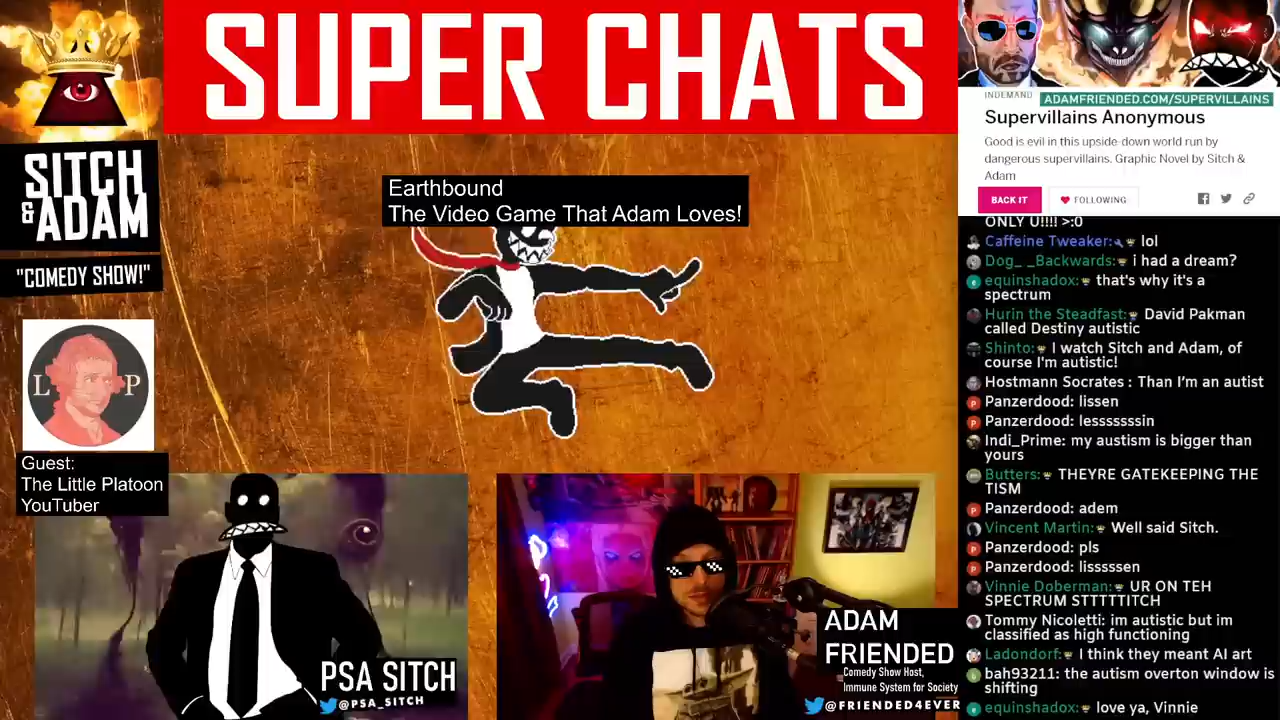 SUPER CHATS
SITCH
& ADAM
"COMEDY SHOW!"
L P
Guest:
The Little Platoon
YouTuber
Earthbound
The Video Game That Adam Loves!
PSA SITCH
@PSA_SITCH
ADAM
FRIENDED
Comedy Show Host,
Immune System for Society
@FRIENDED4EVER
INDEMAND
ADAMFRIENDED.COM/SUPERVILLAINS
Supervillains Anonymous
Good is evil in this upside-down world run by
dangerous supervillains. Graphic Novel by Sitch &
Adam
BACK IT
FOLLOWING
ONLY U!!!! >:0
Caffeine Tweaker: lol
Dog_ _Backwards: i had a dream?
equinshadox: that's why it's a
spectrum
Hurin the Steadfast: David Pakman
called Destiny autistic
Shinto: I watch Sitch and Adam, of
course I'm autistic!
Hostmann Socrates : Than I'm an autist
Panzerdood: lissen
Panzerdood: lesssssssin
Indi_Prime: my austism is bigger than
yours
Butters: THEYRE GATEKEEPING THE
TISM
Panzerdood: adem
Vincent Martin: Well said Sitch.
Panzerdood: pls
Panzerdood: lisssssen
Vinnie Doberman: UR ON TEH
SPECTRUM STTTTTITCH
Tommy Nicoletti: im autistic but im
classified as high functioning
Ladondorf: I think they meant AI art
bah93211: the autism overton window is
shifting
equinshadox: love ya, Vinnie